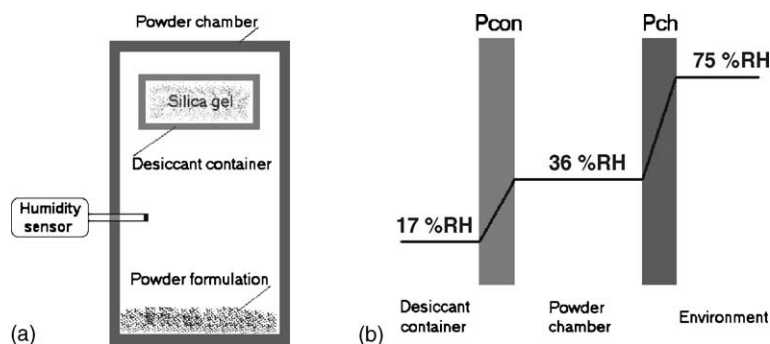 Powder chamber
Silica gel
Desiccant container
Humidity
sensor
Powder formulation
(a)
Pcon
Pch
75 %RH
36 %RH
17 %RH
Desiccant
container
Powder
chamber
Environment
(b)